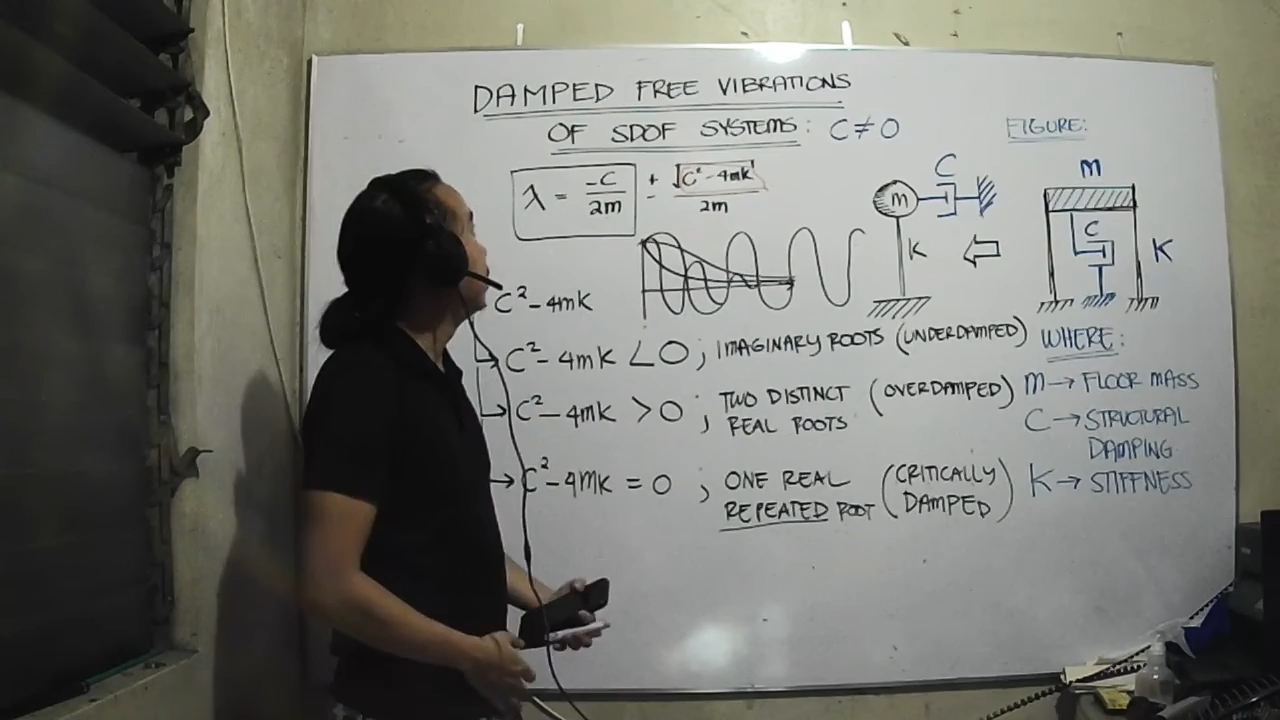 DAMPED FREE VIBRATIONS
OF SDOF SYSTEMS: C ≠ 0
λ = -C/2m ± √(C² - 4mk)/2m
FIGURE:
m
C
K
m
C
K
C² - 4mK
C² - 4mK < 0 ; IMAGINARY ROOTS (UNDERDAMPED)
C² - 4mK > 0 ; TWO DISTINCT REAL ROOTS (OVERDAMPED)
C² - 4mK = 0 ; ONE REAL REPEATED ROOT (CRITICALLY DAMPED)
WHERE:
m → FLOOR MASS
C → STRUCTURAL
DAMPING
K → STIFFNESS